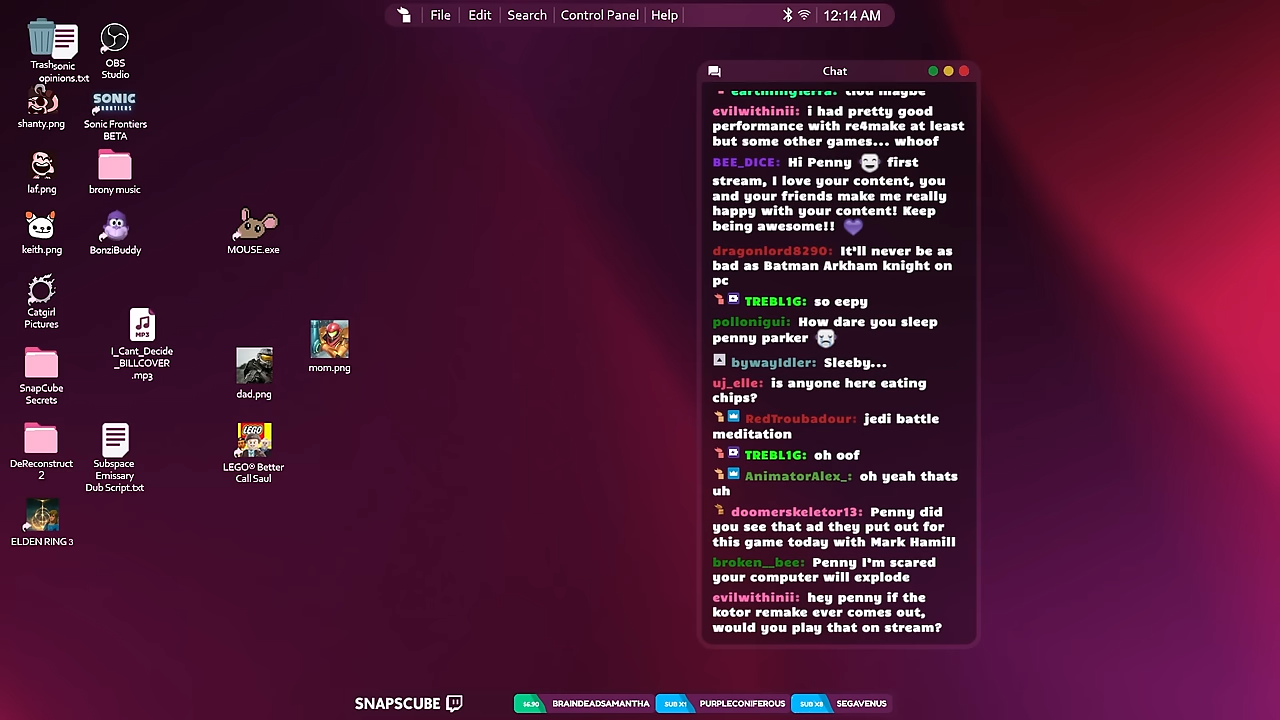 File Edit Search Control Panel Help 12:14 AM
Trash
sonic
opinions.txt
OBS
Studio
shanty.png
SONIC
FRONTIERS
Sonic Frontiers
BETA
laf.png
brony music
keith.png
BonziBuddy
MOUSE.exe
Catgirl
Pictures
MP3
I_Cant_Decide
_BILLCOVER
.mp3
mom.png
dad.png
SnapCube
Secrets
DeReconstruct
2
Subspace
Emissary
Dub Script.txt
LEGO
LEGO® Better
Call Saul
ELDEN RING 3
Chat
evilwithinii: i had pretty good
performance with re4make at least
but some other games... whoof
BEE_DICE: Hi Penny first
stream, I love your content, you
and your friends make me really
happy with your content! Keep
being awesome!!
dragonlord8290: It'll never be as
bad as Batman Arkham knight on
pc
TREBL1G: so eepy
pollonigui: How dare you sleep
penny parker
bywayIdler: Sleeby...
uj_elle: is anyone here eating
chips?
RedTroubadour: jedi battle
meditation
TREBL1G: oh oof
AnimatorAlex_: oh yeah thats
uh
doomerskeletor13: Penny did
you see that ad they put out for
this game today with Mark Hamill
broken__bee: Penny I'm scared
your computer will explode
evilwithinii: hey penny if the
kotor remake ever comes out,
would you play that on stream?
SNAPSCUBE
$6.90 BRAINDEADSAMANTHA SUB X1 PURPLECONIFEROUS SUB X8 SEGAVENUS